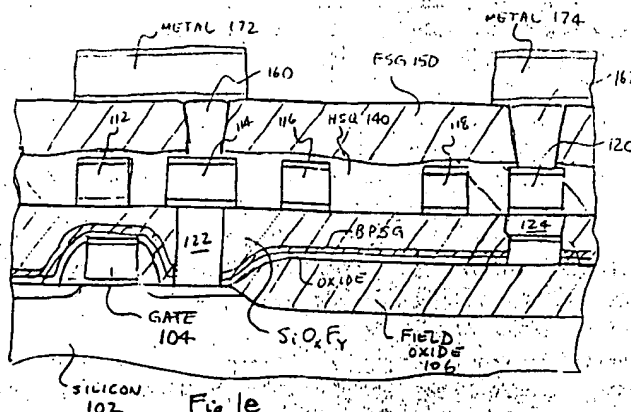 METAL 172
METAL 174
160
FSG 150
162
112
114
116
HSQ 140
118
120
122
BPSG
124
OXIDE
GATE
104
SiOxFy
FIELD
OXIDE
106
SILICON
102
Fig 1e